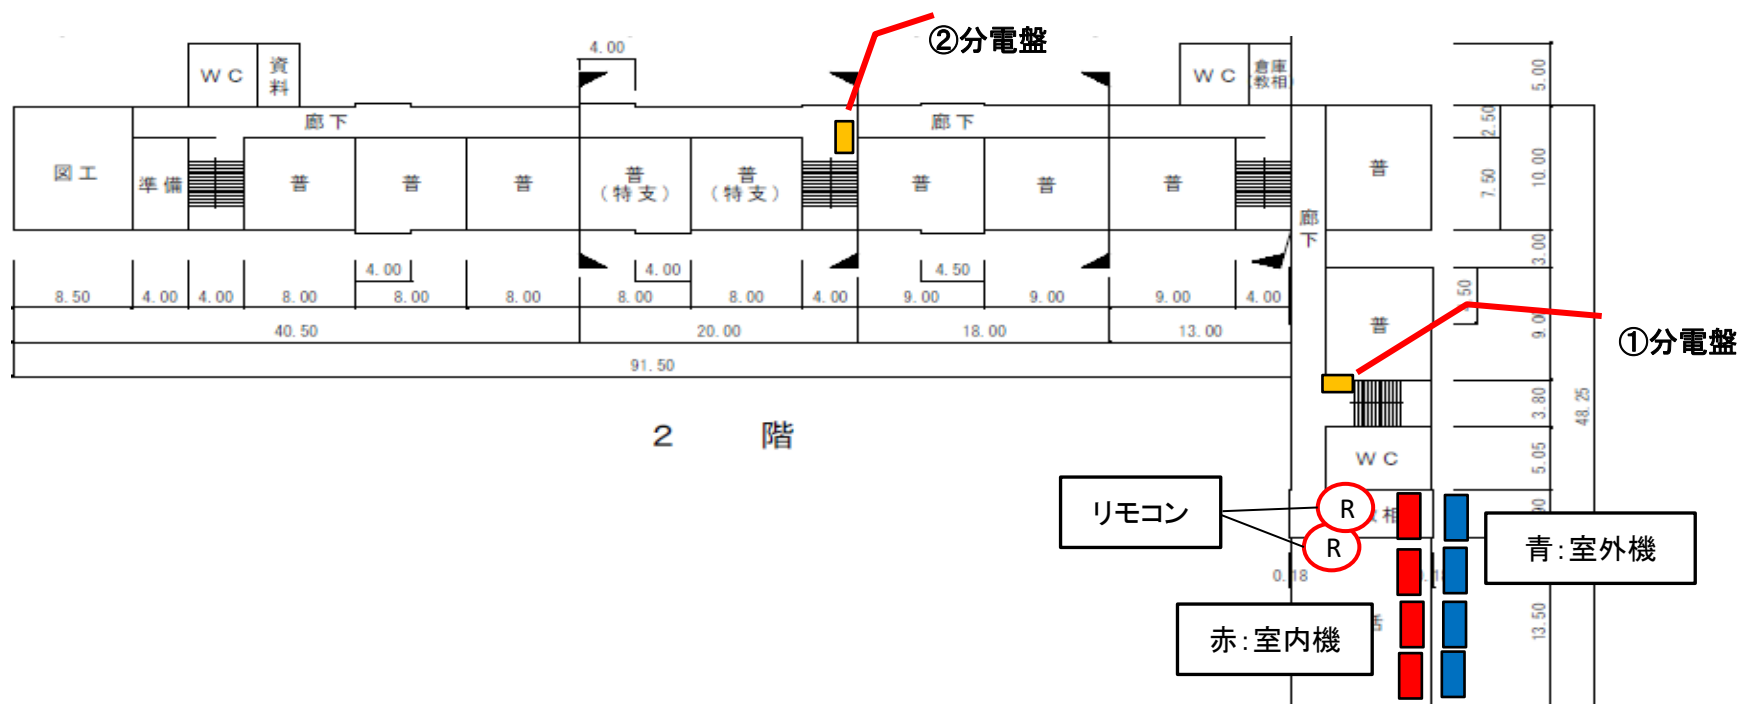 ②分電盤
4.00
WC
資料
WC
倉庫
(教相)
5.00
廊下
廊下
2.50
図工
準備
普
普
普
普
(特支)
普
(特支)
普
普
普
普
7.50
10.00
廊下
3.00
4.00
4.00
4.50
8.50
4.00
4.00
8.00
8.00
8.00
8.00
8.00
4.00
9.00
9.00
9.00
4.00
40.50
20.00
18.00
13.00
91.50
普
①分電盤
3.80
48.25
2 階
WC
5.05
リモコン
R
R
青:室外機
赤:室内機
13.50